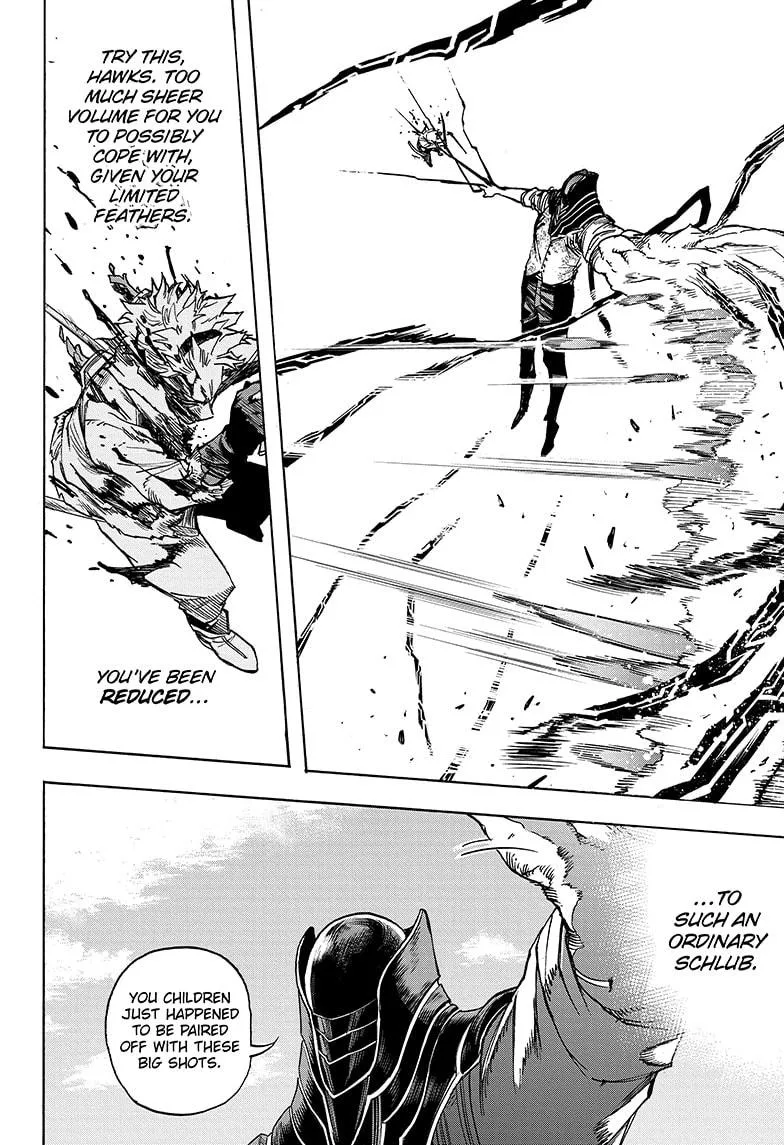 TRY THIS,
HAWKS. TOO
MUCH SHEER
VOLUME FOR YOU
TO POSSIBLY
COPE WITH,
GIVEN YOUR
LIMITED
FEATHERS.
YOU'VE BEEN
REDUCED...
...TO
SUCH AN
ORDINARY
SCHLUB.
YOU CHILDREN
JUST HAPPENED
TO BE PAIRED
OFF WITH THESE
BIG SHOTS.